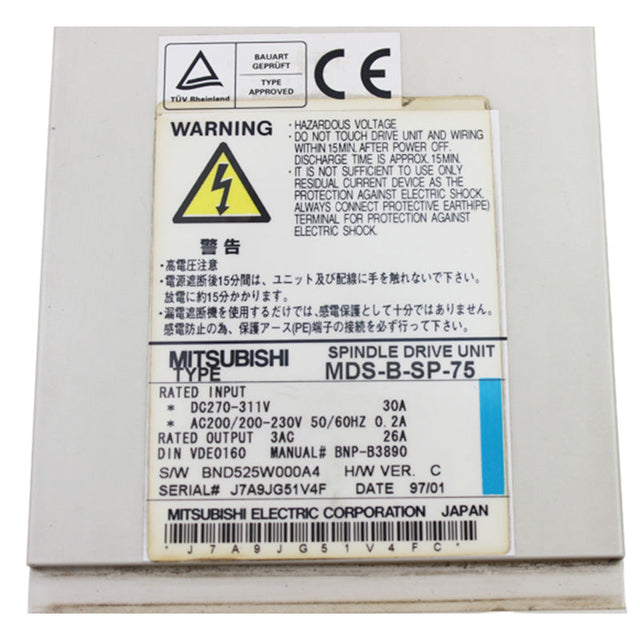 TÜV Rheinland
BAUART
GEPRÜFT
TYPE
APPROVED
CE
WARNING
・HAZARDOUS VOLTAGE
・DO NOT TOUCH DRIVE UNIT AND WIRING
WITHIN 15MIN. AFTER POWER OFF.
DISCHARGE TIME IS APPROX. 15MIN.
・IT IS NOT SUFFICIENT TO USE ONLY
RESIDUAL CURRENT DEVICE AS THE
PROTECTION AGAINST ELECTRIC SHOCK.
ALWAYS CONNECT PROTECTIVE EARTH(PE)
TERMINAL FOR PROTECTION AGAINST
ELECTRIC SHOCK.
警告
・高電圧注意
・電源遮断後15分間は、ユニット及び配線に手を触れないで下さい。
放電に約15分かかります。
・漏電遮断機を使用するだけでは、感電保護として十分ではありません。
感電防止の為、保護アース(PE)端子の接続を必ず行って下さい。
MITSUBISHI SPINDLE DRIVE UNIT
TYPE MDS-B-SP-75
RATED INPUT
* DC270-311V 30A
* AC200/200-230V 50/60HZ 0.2A
RATED OUTPUT 3AC 26A
DIN VDE0160 MANUAL# BNP-B3890
S/W BND525W000A4 H/W VER. C
SERIAL# J7A9JG51V4F DATE 97/01
MITSUBISHI ELECTRIC CORPORATION JAPAN
*J7A9JG51V4FC*